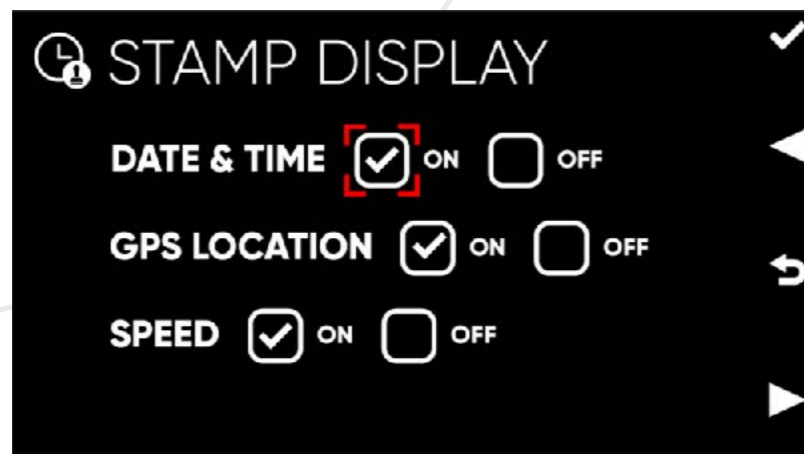 STAMP DISPLAY
DATE & TIME ON OFF
GPS LOCATION ON OFF
SPEED ON OFF